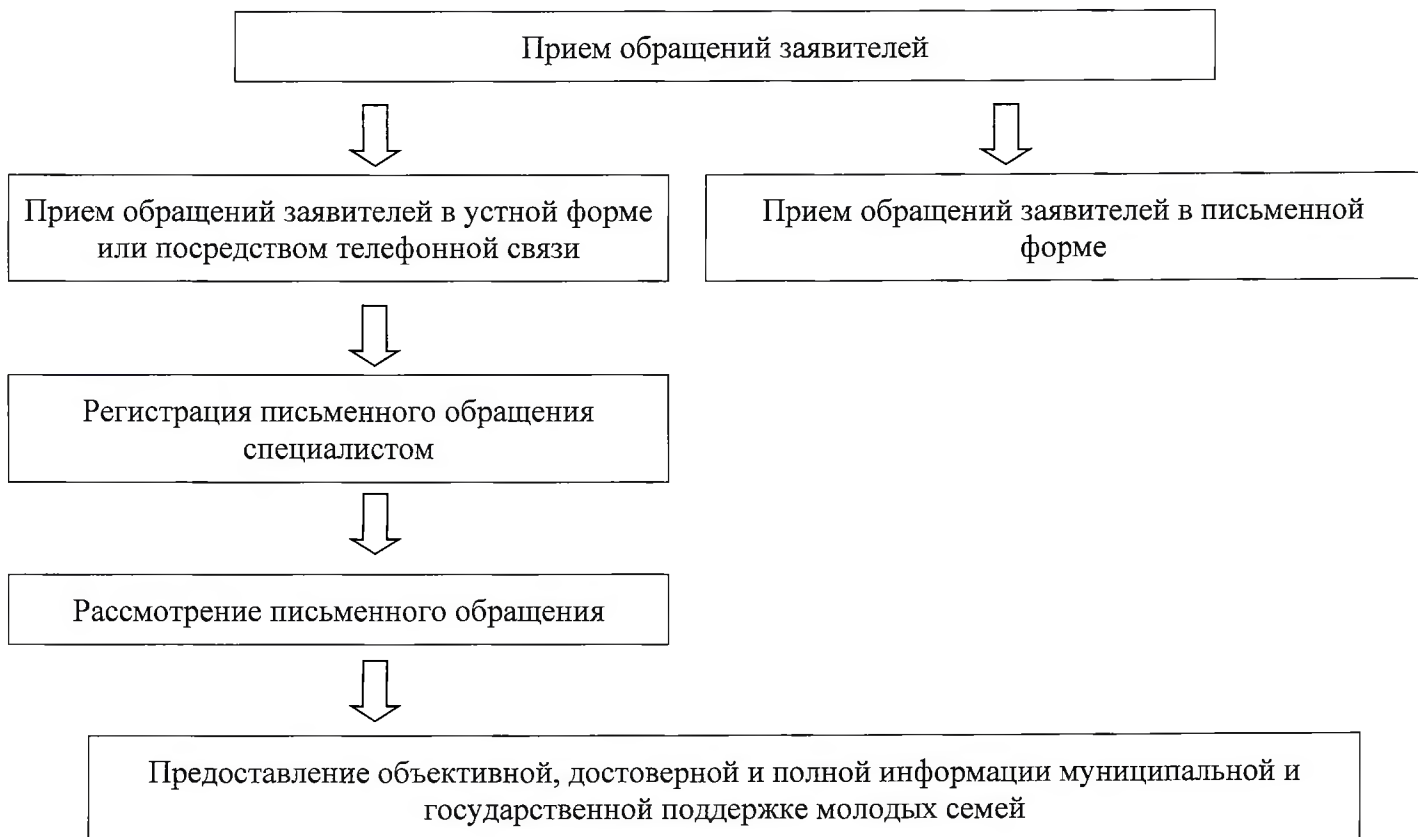 Прием обращений заявителей
Прием обращений заявителей в устной форме
или посредством телефонной связи
Прием обращений заявителей в письменной
форме
Регистрация письменного обращения
специалистом
Рассмотрение письменного обращения
Предоставление объективной, достоверной и полной информации муниципальной и
государственной поддержке молодых семей